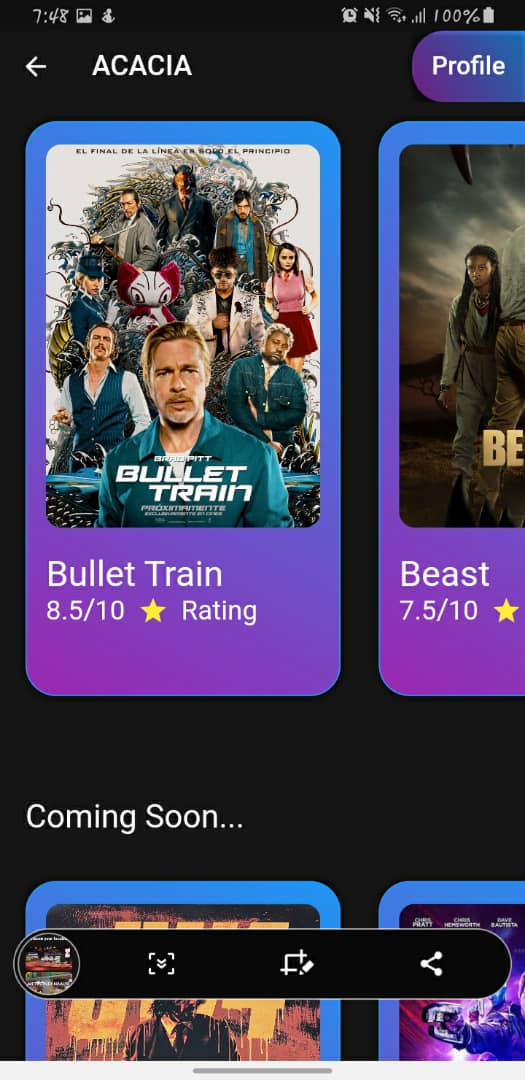 7:48
100%
ACACIA
Profile
EL FINAL DE LA LÍNEA ES SOLO EL PRINCIPIO
BRAD PITT
BULLET
TRAIN
PRÓXIMAMENTE
EXCLUSIVAMENTE EN CINES
BE
Bullet Train
8.5/10 Rating
Beast
7.5/10
Coming Soon...
CHRIS PRATT
CHRIS HEMSWORTH
DAVE BAUTISTA